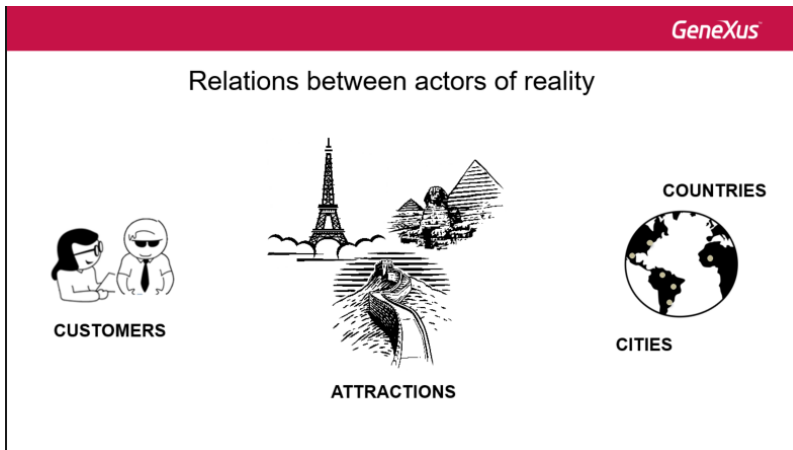 GeneXus
Relations between actors of reality
COUNTRIES
CUSTOMERS
CITIES
ATTRACTIONS